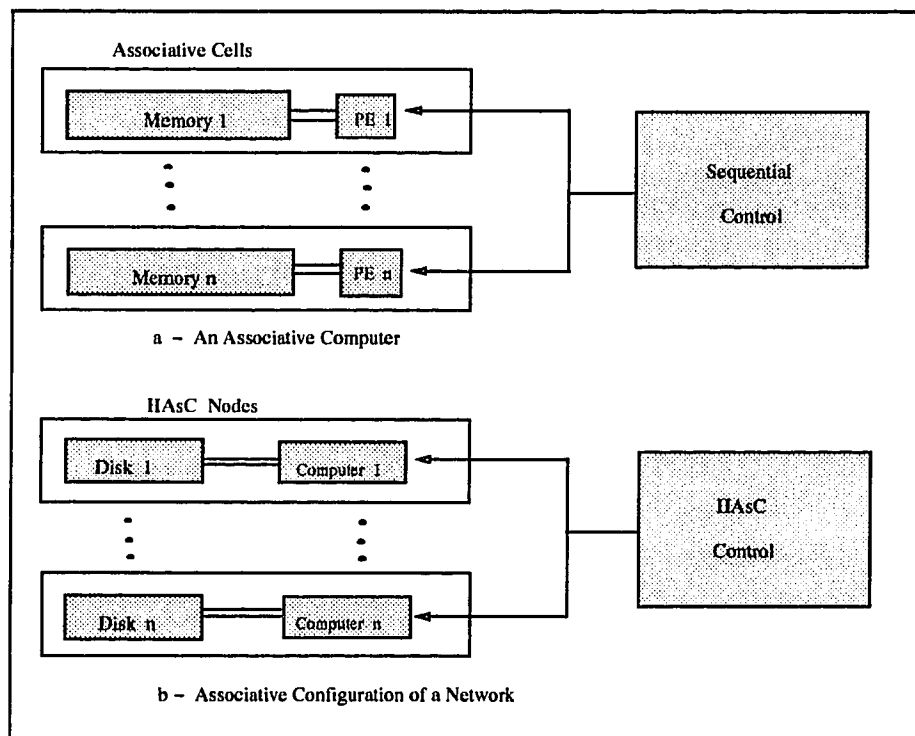 Associative Cells
Memory 1
PE 1
Sequential
Control
Memory n
PE n
a – An Associative Computer
HAsC Nodes
Disk 1
Computer 1
HAsC
Control
Disk n
Computer n
b – Associative Configuration of a Network